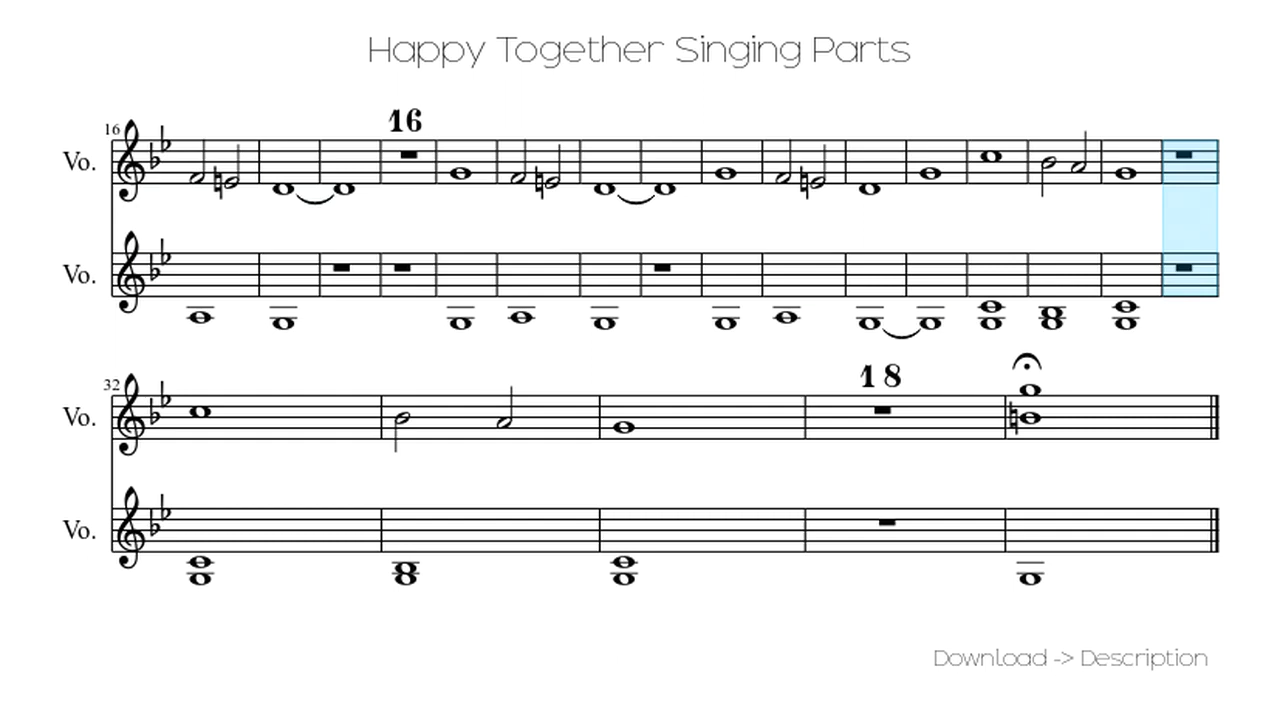 Happy Together Singing Parts
16
16
Vo.
Vo.
32
18
Vo.
Vo.
Download -> Description